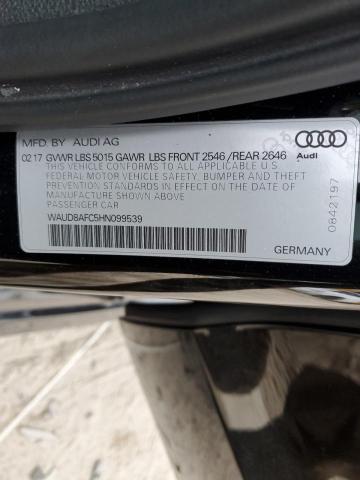 MFD. BY AUDI AG
02 17 GVWR LBS 5015 GAWR LBS FRONT 2546 /REAR 2646
THIS VEHICLE CONFORMS TO ALL APPLICABLE U.S
FEDERAL MOTOR VEHICLE SAFETY, BUMPER AND THEFT
PREVENTION STANDARDS IN EFFECT ON THE DATE OF
MANUFACTURE SHOWN ABOVE
PASSENGER CAR
WAUD8AFC5HN099539
GERMANY
Audi
0842197